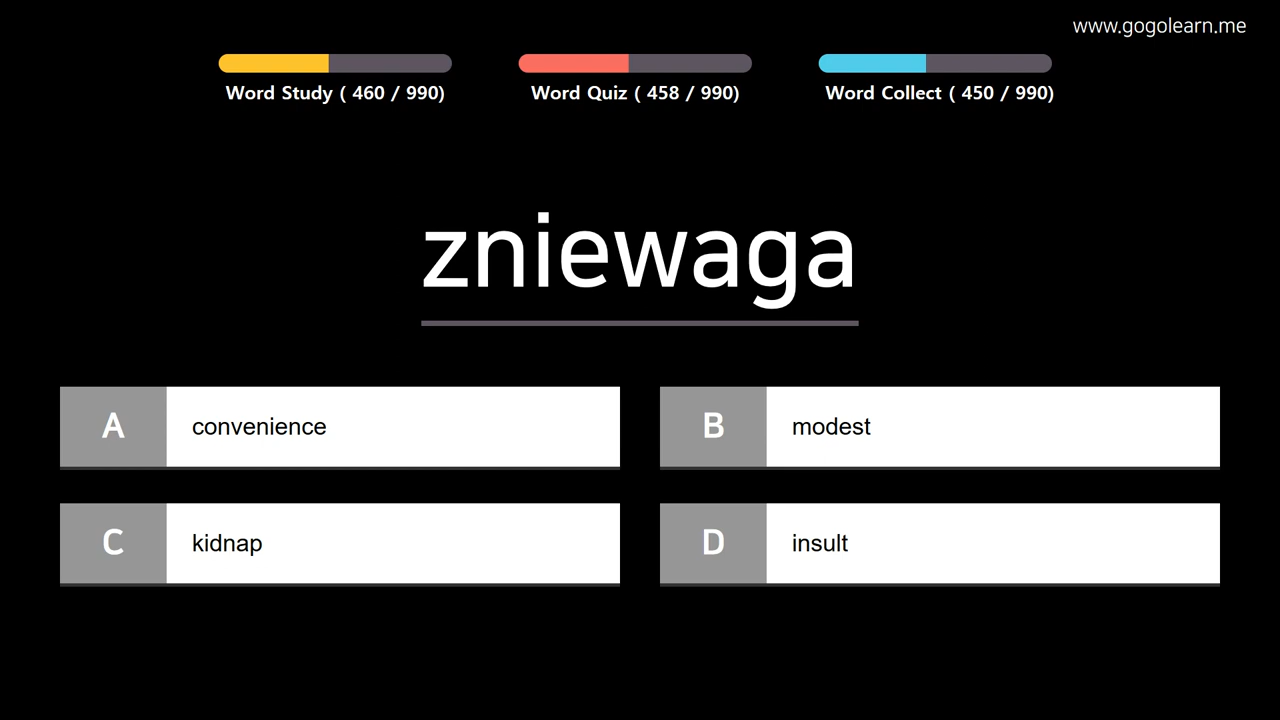 www.gogolearn.me
Word Study ( 460 / 990)
Word Quiz ( 458 / 990)
Word Collect ( 450 / 990)
zniewaga
A convenience
B modest
C kidnap
D insult